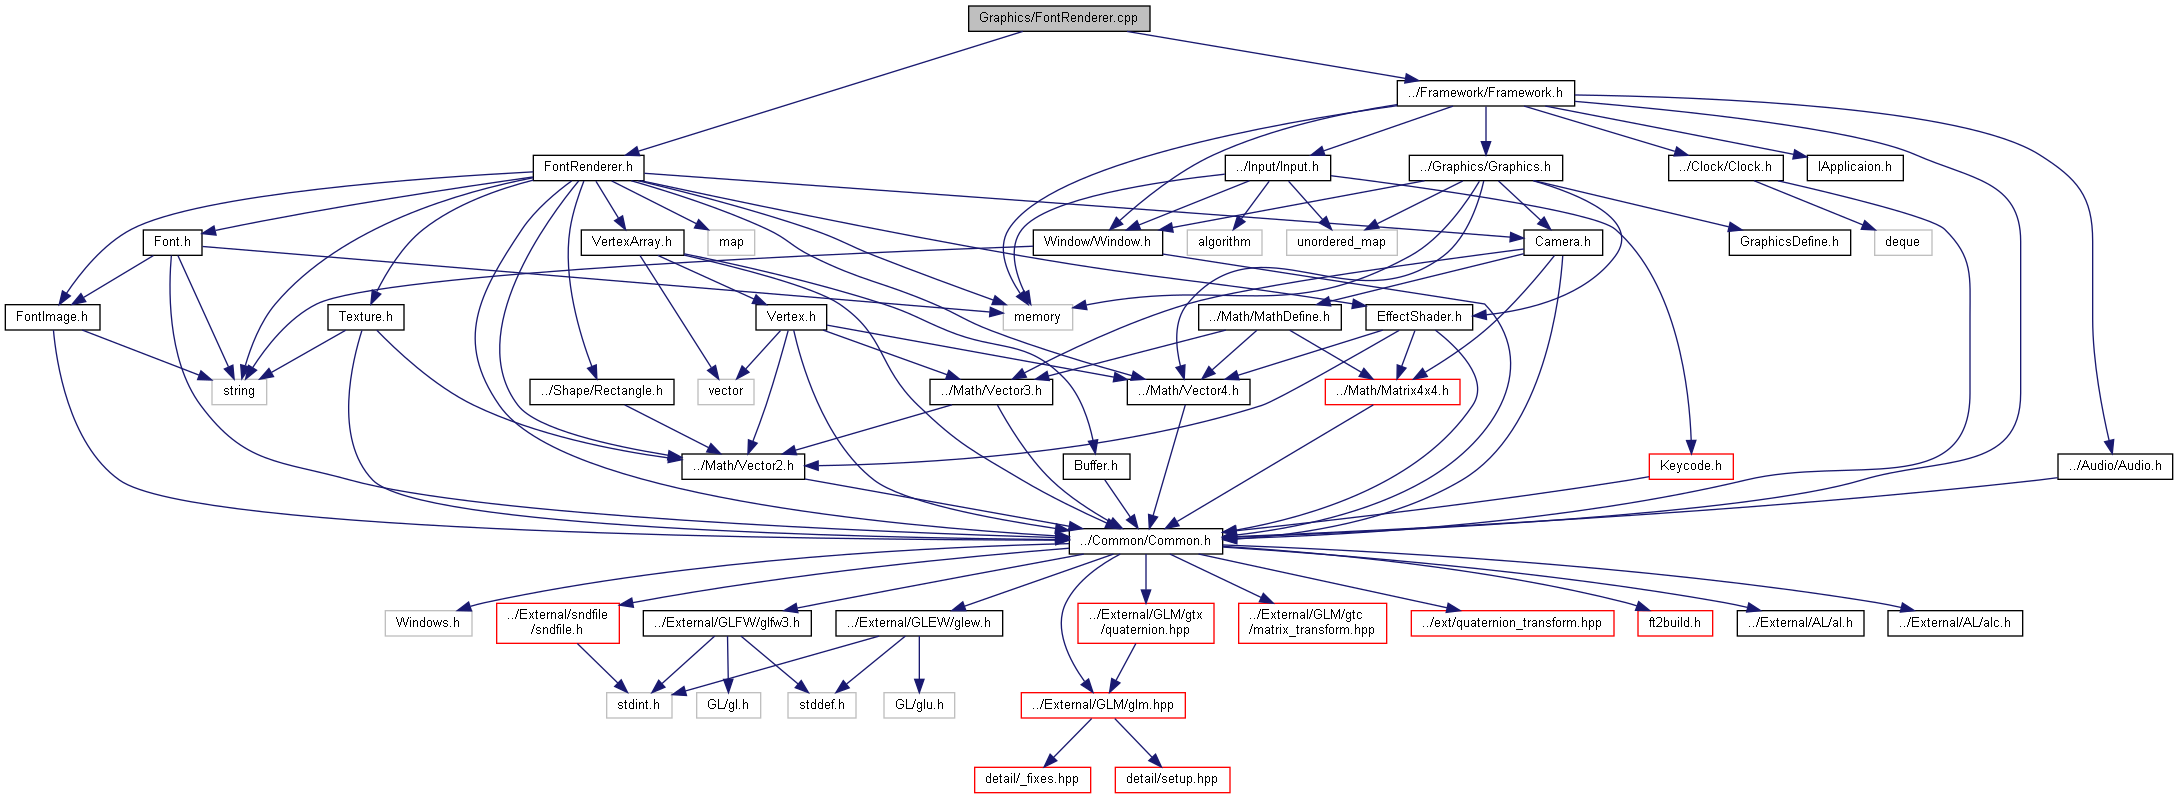 Graphics/FontRenderer.cpp
../Framework/Framework.h
FontRenderer.h
../Input/Input.h
../Graphics/Graphics.h
../Clock/Clock.h
IApplicaion.h
Font.h
VertexArray.h
map
Window/Window.h
algorithm
unordered_map
Camera.h
GraphicsDefine.h
deque
FontImage.h
Texture.h
Vertex.h
memory
../Math/MathDefine.h
EffectShader.h
string
../Shape/Rectangle.h
vector
../Math/Vector3.h
../Math/Vector4.h
../Math/Matrix4x4.h
../Math/Vector2.h
Buffer.h
Keycode.h
../Audio/Audio.h
../Common/Common.h
Windows.h
../External/sndfile
/sndfile.h
../External/GLFW/glfw3.h
../External/GLEW/glew.h
../External/GLM/gtx
/quaternion.hpp
../External/GLM/gtc
/matrix_transform.hpp
../ext/quaternion_transform.hpp
ft2build.h
../External/AL/al.h
../External/AL/alc.h
stdint.h
GL/gl.h
stddef.h
GL/glu.h
../External/GLM/glm.hpp
detail/_fixes.hpp
detail/setup.hpp